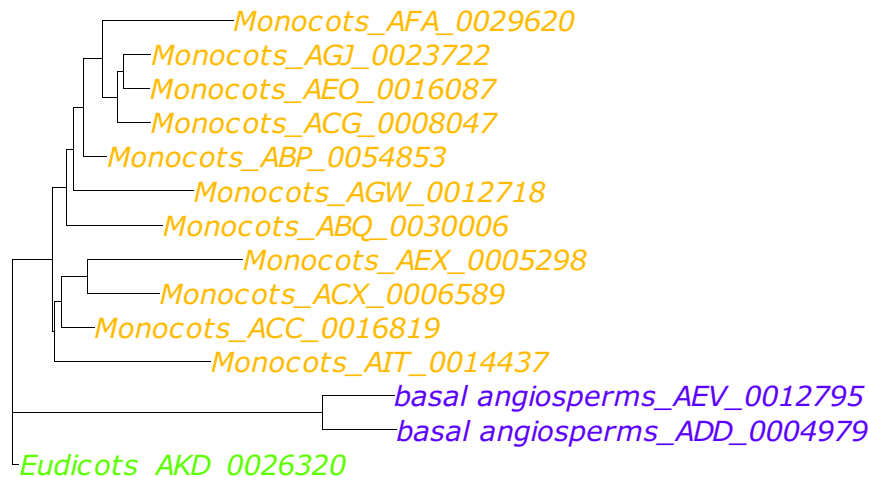 Monocots_AFA_0029620
Monocots_AGJ_0023722
Monocots_AEO_0016087
Monocots_ACG_0008047
Monocots_ABP_0054853
Monocots_AGW_0012718
Monocots_ABQ_0030006
Monocots_AEX_0005298
Monocots_ACX_0006589
Monocots_ACC_0016819
Monocots_AIT_0014437
basal angiosperms_AEV_0012795
basal angiosperms_ADD_0004979
Eudicots_AKD_0026320